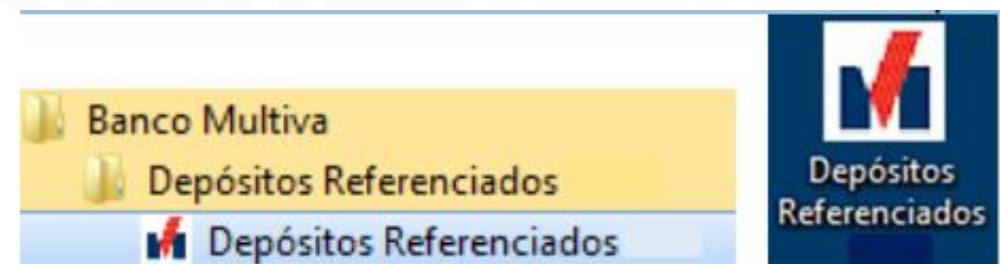 Banco Multiva
Depósitos Referenciados
Depósitos Referenciados
Depósitos
Referenciados